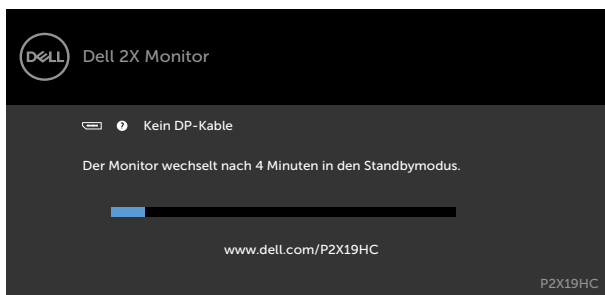 DELL Dell 2X Monitor
? Kein DP-Kable
Der Monitor wechselt nach 4 Minuten in den Standbymodus.
www.dell.com/P2X19HC
P2X19HC